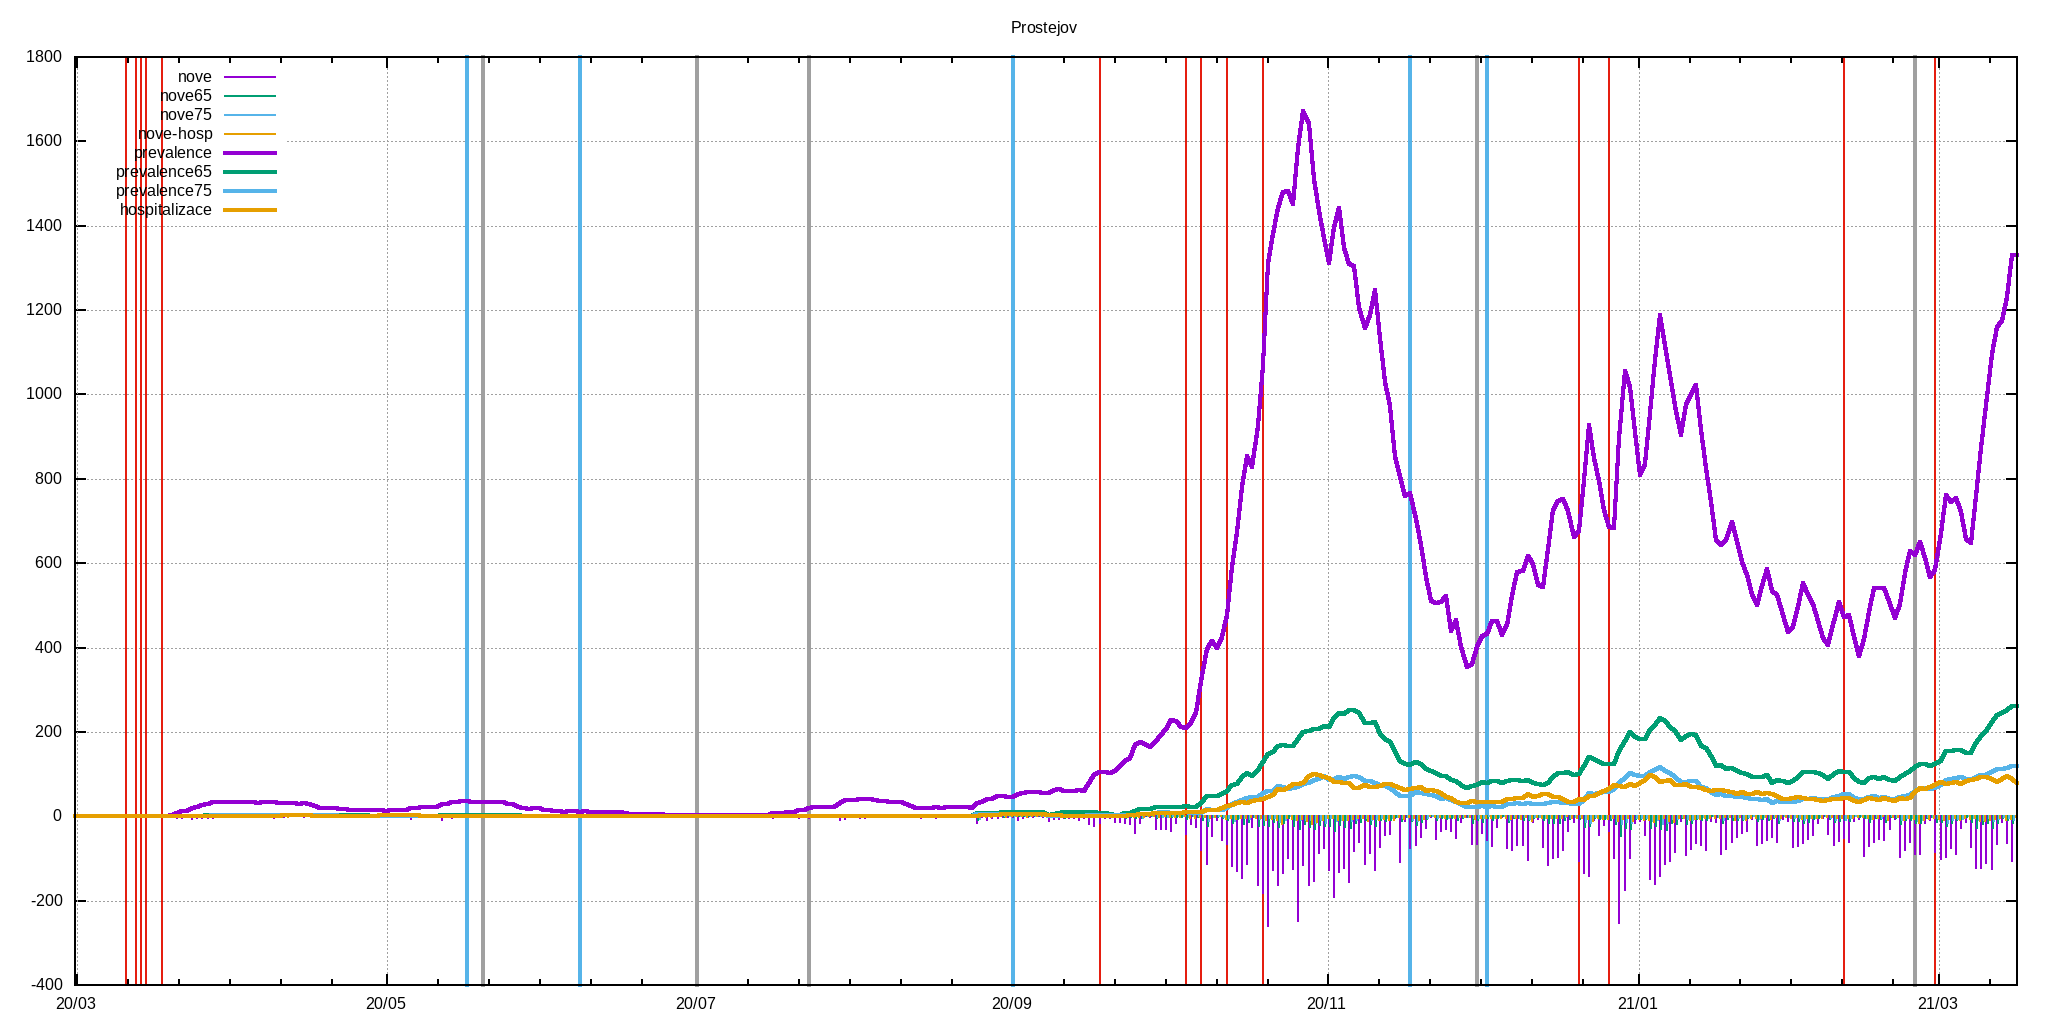 Prostejov
1800
1600
1400
1200
1000
800
600
400
200
0
-200
-400
nove
nove65
nove75
nove-hosp
prevalence
prevalence65
prevalence75
hospitalizace
20/03 20/05 20/07 20/09 20/11 21/01 21/03